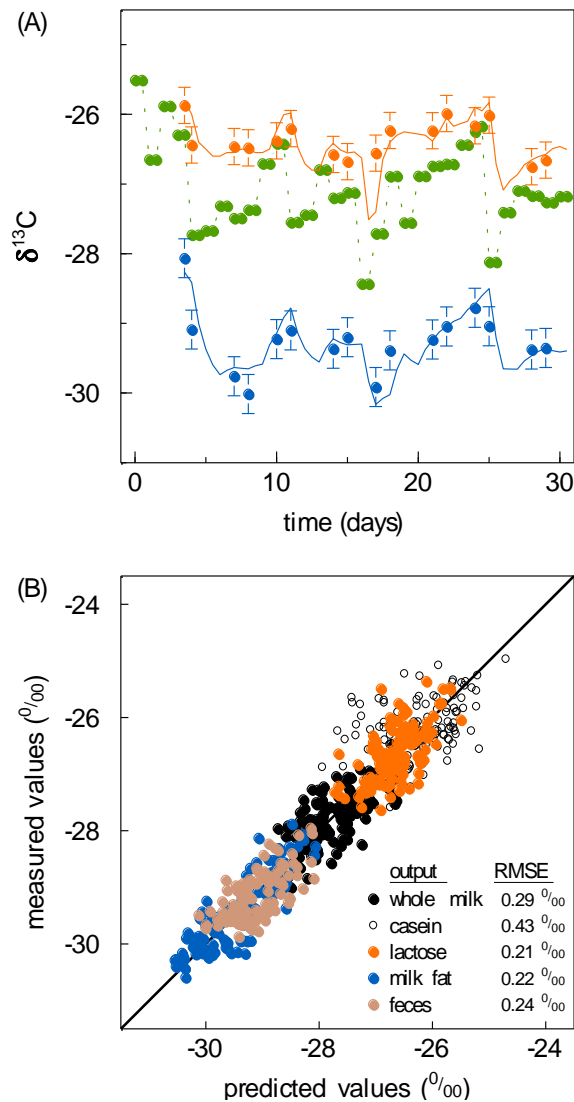 (A)
-26
-28
-30
δ13C
0
10
20
30
time (days)
(B)
-24
-26
-28
-30
measured values (0/00)
output RMSE
whole milk 0.29 0/00
casein 0.43 0/00
lactose 0.21 0/00
milk fat 0.22 0/00
feces 0.24 0/00
-30
-28
-26
-24
predicted values (0/00)